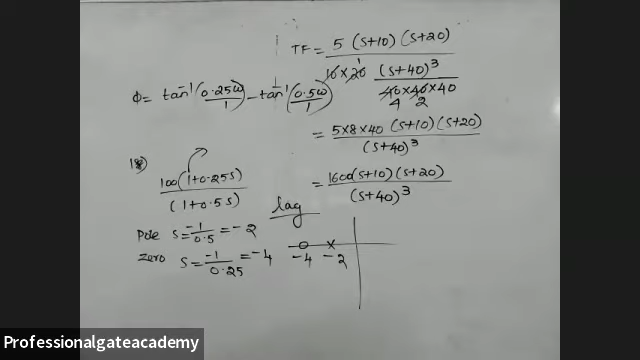 TF = 5 (s+10) (s+20)
10×20 1 (s+40)³
40×40×40
4 2
φ = tan⁻¹(0.25ω/1) - tan⁻¹(0.5ω/1)
= 5×8×40 (s+10)(s+20)
(s+40)³
18)
100(1+0.25s)
(1+0.5s)
= 1600(s+10)(s+20)
(s+40)³
lag
Pole s = -1/0.5 = -2
zero s = -1/0.25 = -4
-4 -2
Professionalgateacademy